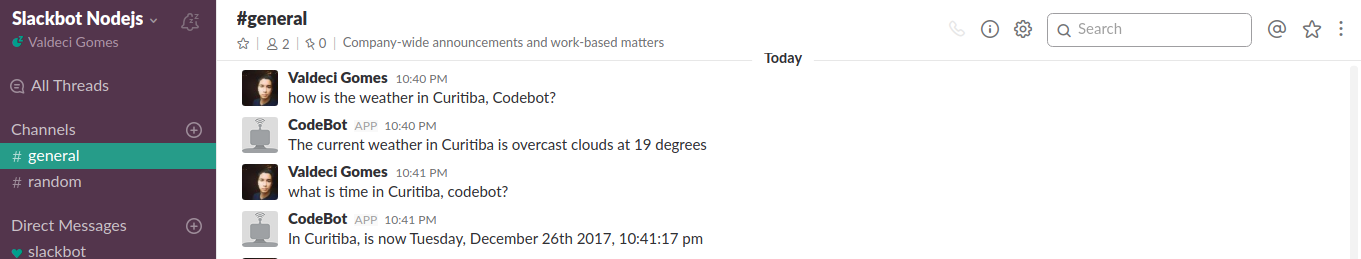 Slackbot Nodejs
Valdeci Gomes
All Threads
Channels
# general
# random
Direct Messages
slackbot
#general
2 | 0 | Company-wide announcements and work-based matters
Search
Today
Valdeci Gomes 10:40 PM
how is the weather in Curitiba, Codebot?
CodeBot APP 10:40 PM
The current weather in Curitiba is overcast clouds at 19 degrees
Valdeci Gomes 10:41 PM
what is time in Curitiba, codebot?
CodeBot APP 10:41 PM
In Curitiba, is now Tuesday, December 26th 2017, 10:41:17 pm